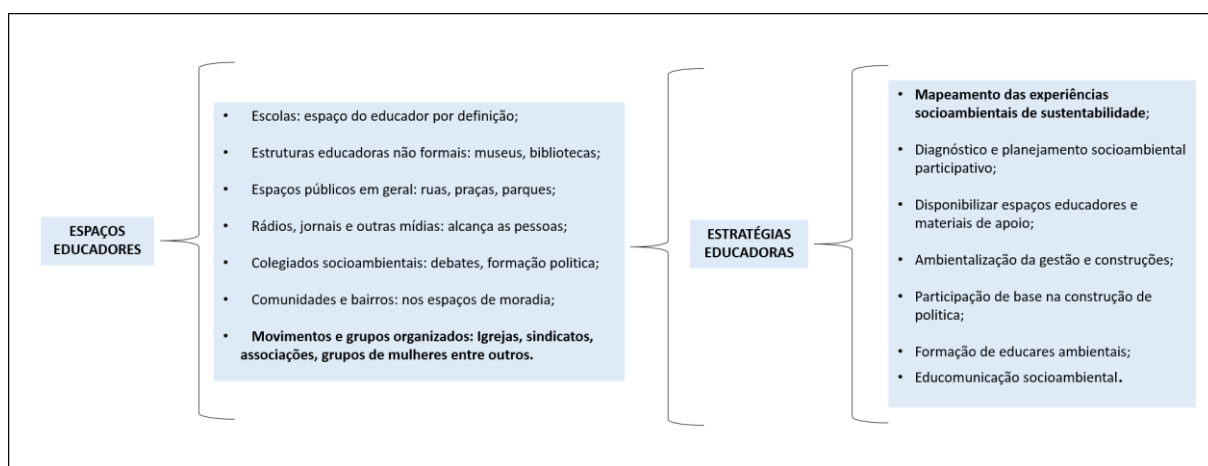 ESPAÇOS
EDUCADORES
• Escolas: espaço do educador por definição;
• Estruturas educadoras não formais: museus, bibliotecas;
• Espaços públicos em geral: ruas, praças, parques;
• Rádios, jornais e outras mídias: alcança as pessoas;
• Colegiados socioambientais: debates, formação politica;
• Comunidades e bairros: nos espaços de moradia;
• Movimentos e grupos organizados: Igrejas, sindicatos,
associações, grupos de mulheres entre outros.
ESTRATÉGIAS
EDUCADORAS
• Mapeamento das experiências
socioambientais de sustentabilidade;
• Diagnóstico e planejamento socioambiental
participativo;
• Disponibilizar espaços educadores e
materiais de apoio;
• Ambientalização da gestão e construções;
• Participação de base na construção de
politica;
• Formação de educares ambientais;
• Educomunicação socioambiental.